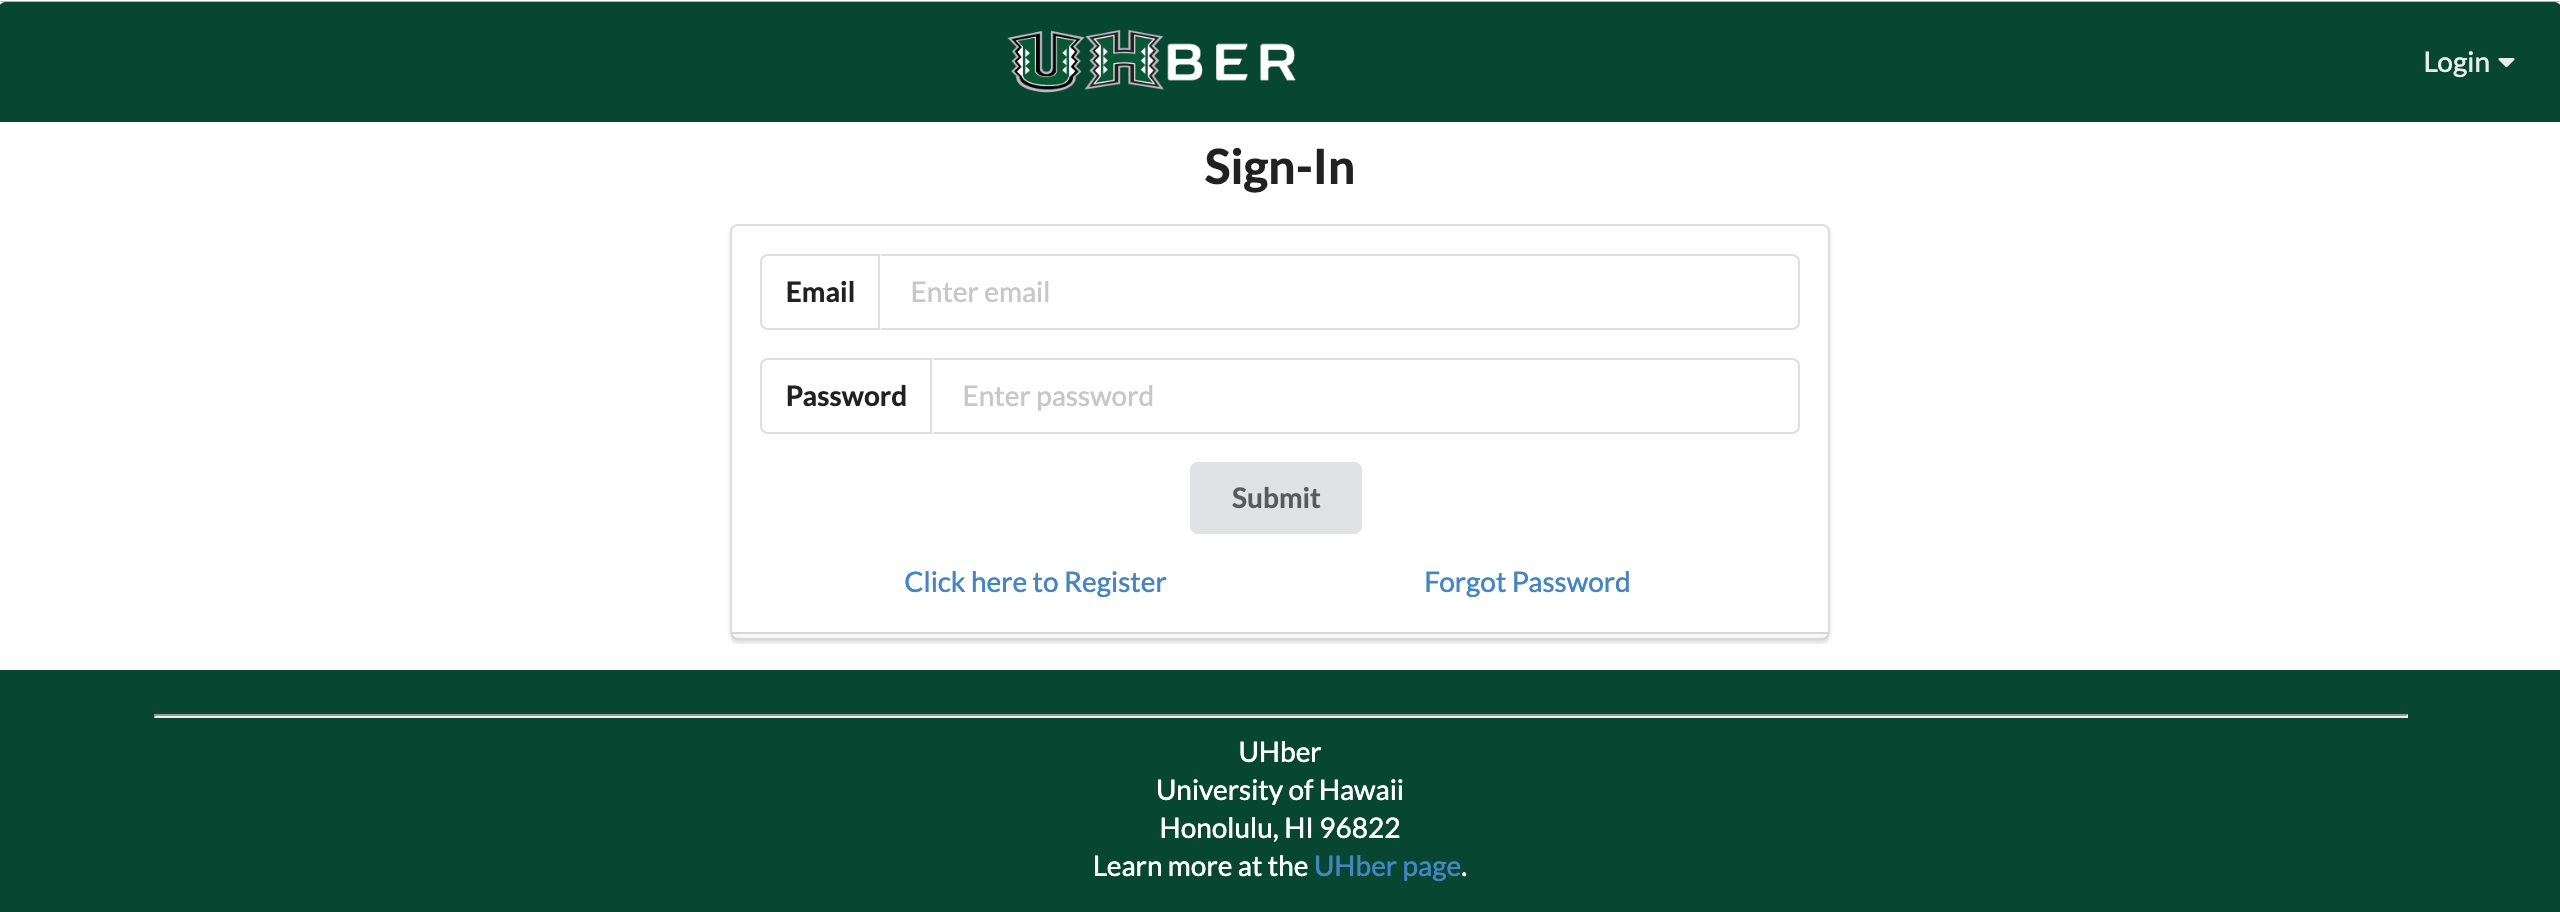 UHBER
Login
Sign-In
Email Enter email
Password Enter password
Submit
Click here to Register Forgot Password
UHber
University of Hawaii
Honolulu, HI 96822
Learn more at the UHber page.